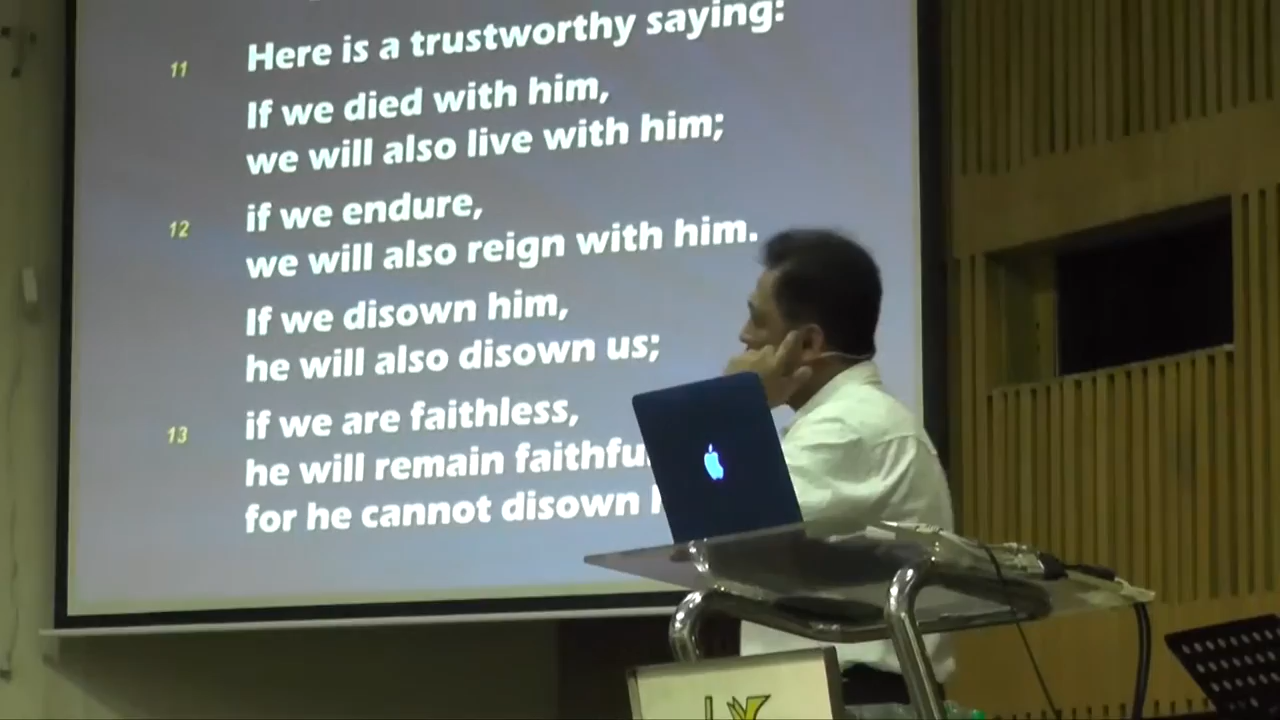 11 Here is a trustworthy saying:
If we died with him,
we will also live with him;
12 if we endure,
we will also reign with him.
If we disown him,
he will also disown us;
13 if we are faithless,
he will remain faithfu
for he cannot disown